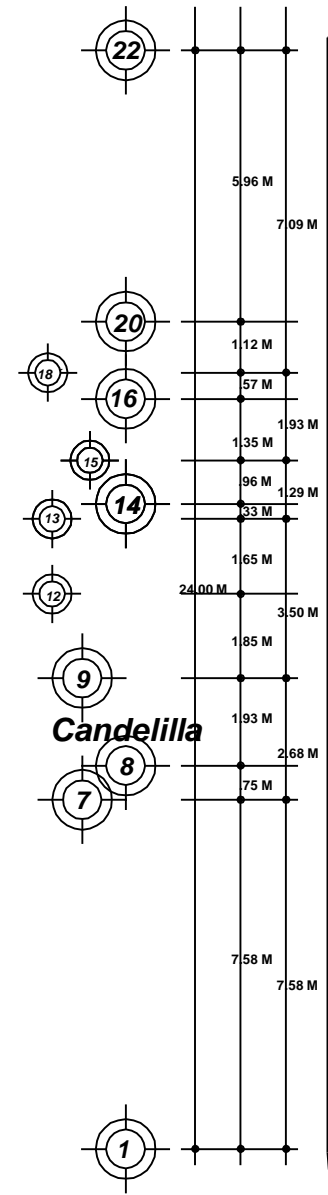 22
5.96 M
7.09 M
20
1.12 M
18
.57 M
16
1.93 M
1.35 M
15
.96 M
1.29 M
14
.33 M
13
1.65 M
24.00 M
12
3.50 M
1.85 M
9
1.93 M
Candelilla
2.68 M
8
.75 M
7
7.58 M
7.58 M
1